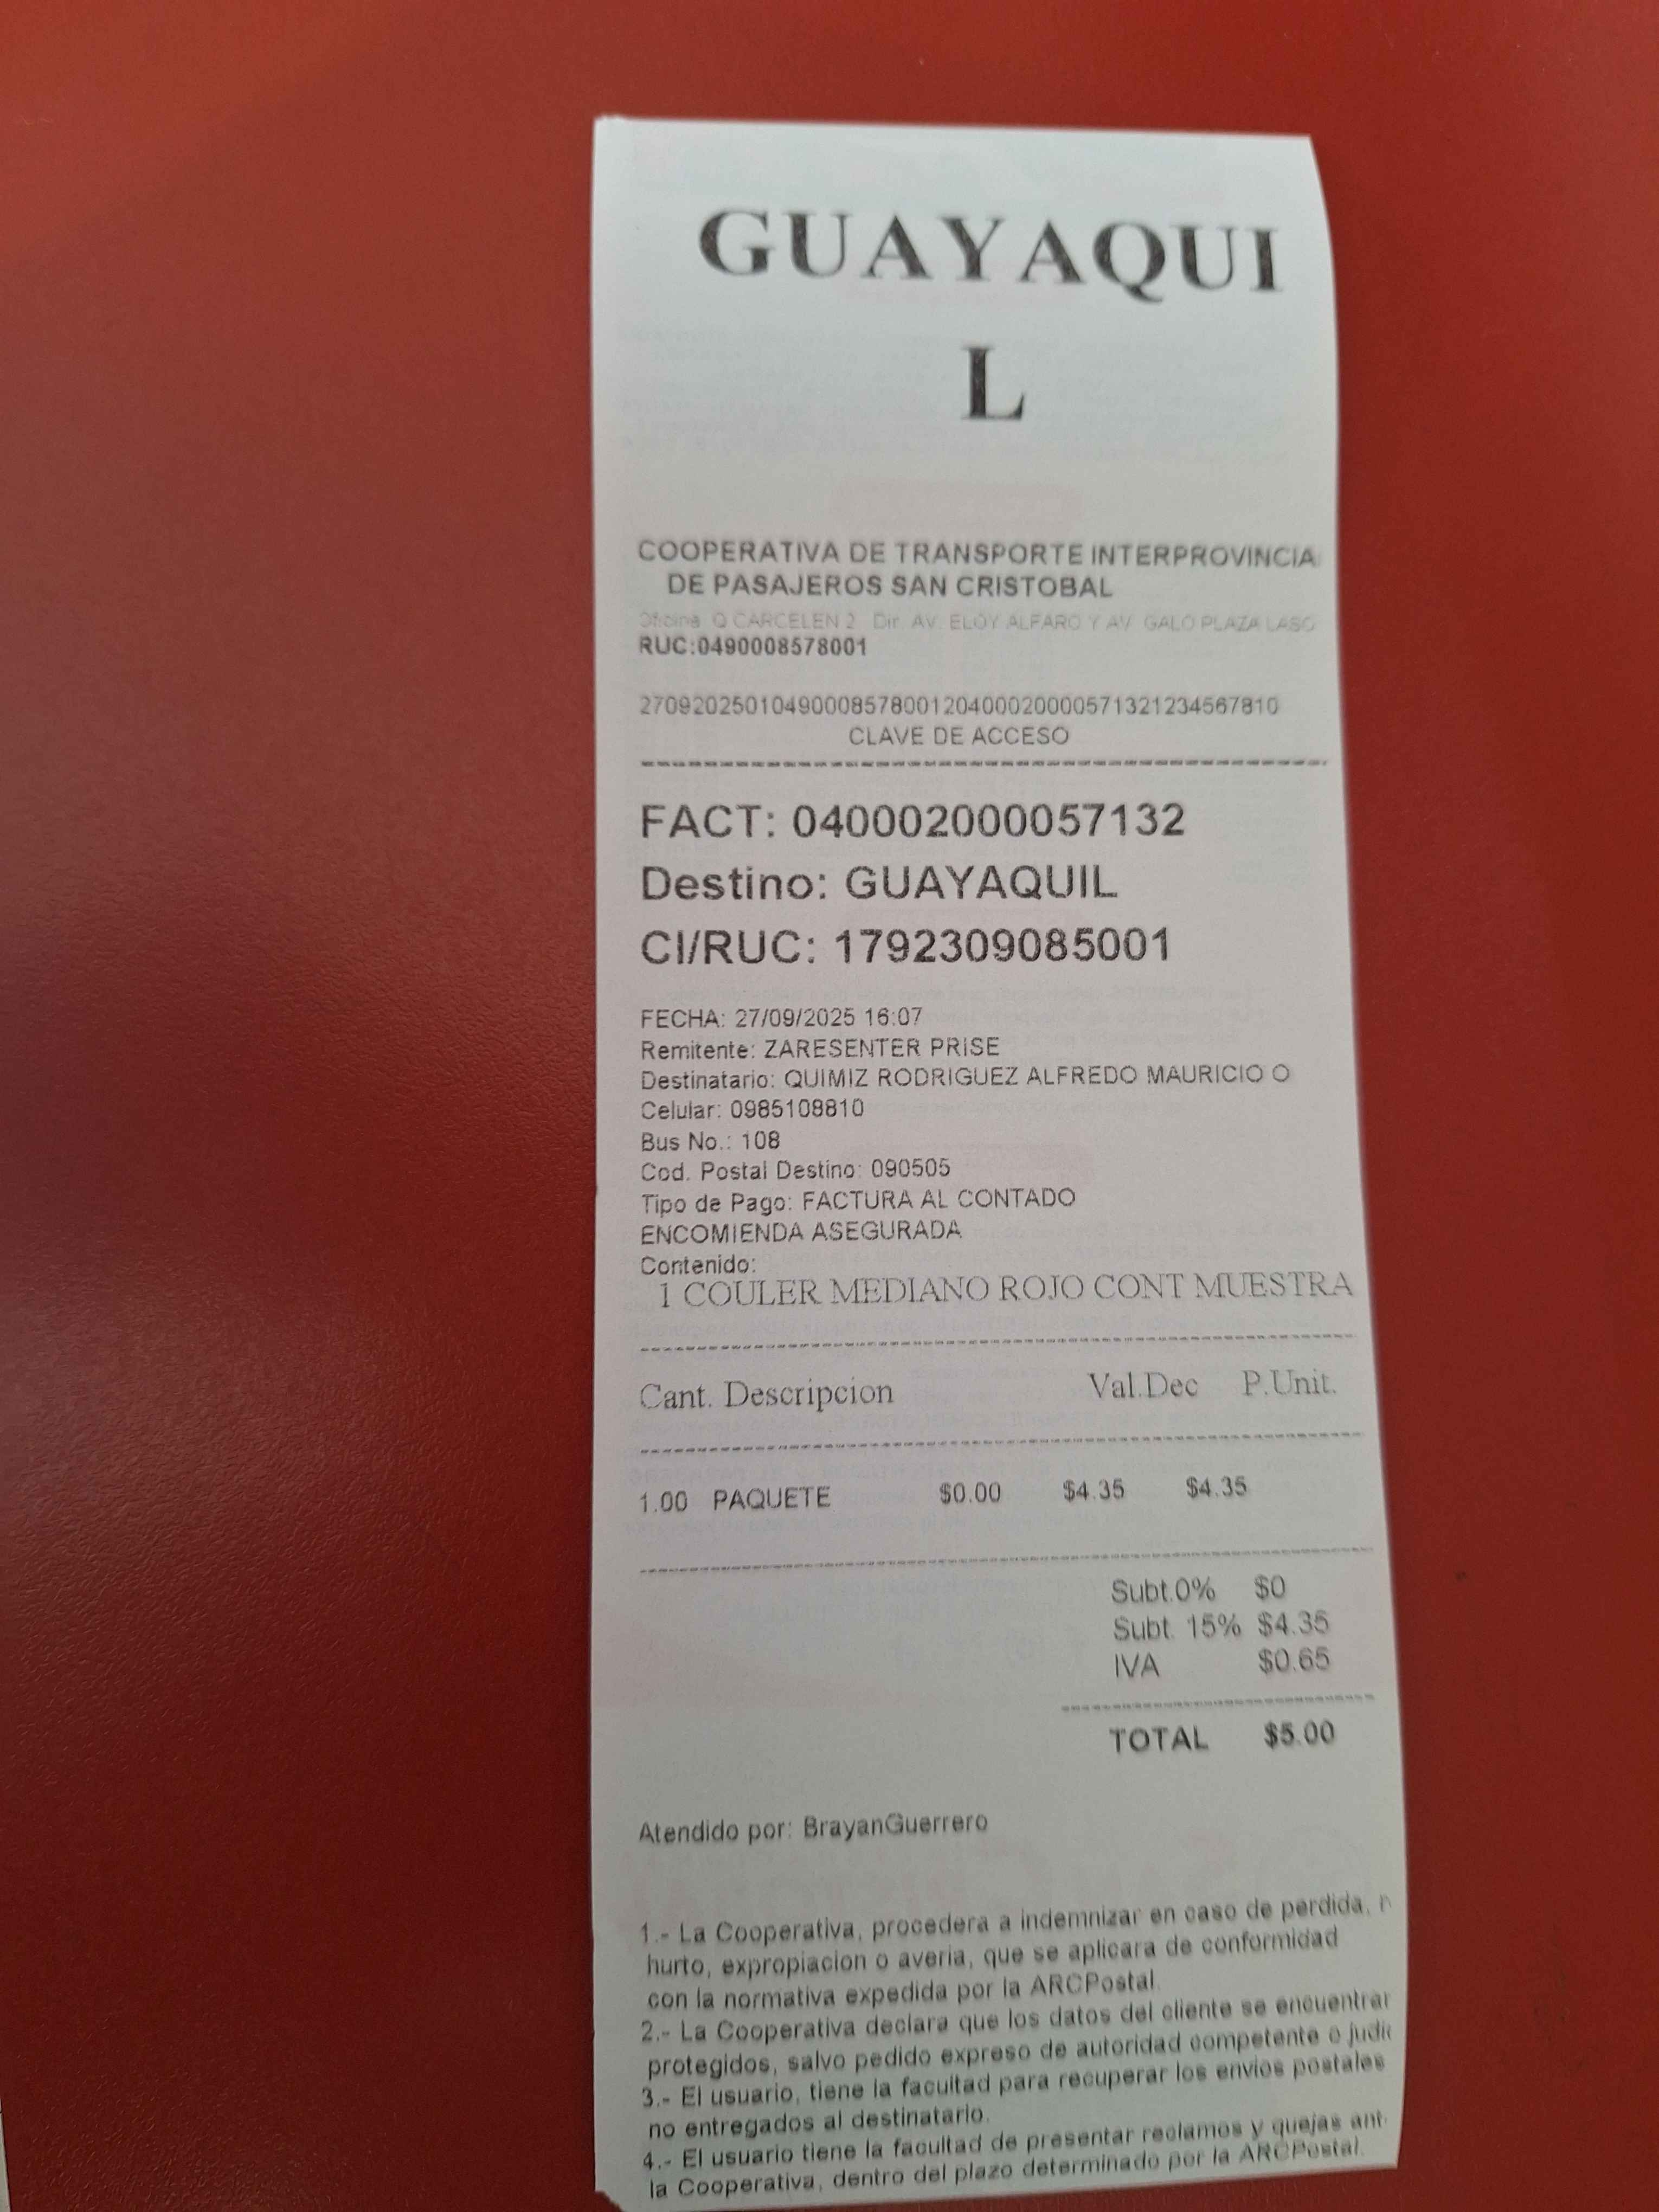 GUAYAQUI
L
COOPERATIVA DE TRANSPORTE INTERPROVINCIA
DE PASAJEROS SAN CRISTOBAL
Oficina Q CARCELEN 2 Dir. AV. ELOY ALFARO Y AV. GALO PLAZA LASO
RUC:0490008578001
2709202501049000857800120400020000571321234567810
CLAVE DE ACCESO
FACT: 040002000057132
Destino: GUAYAQUIL
CI/RUC: 1792309085001
FECHA: 27/09/2025 16:07
Remitente: ZARESENTER PRISE
Destinatario: QUIMIZ RODRIGUEZ ALFREDO MAURICIO O
Celular: 0985108810
Bus No.: 108
Cod. Postal Destino: 090505
Tipo de Pago: FACTURA AL CONTADO
ENCOMIENDA ASEGURADA
Contenido:
1 COULER MEDIANO ROJO CONT MUESTRA
Cant. Descripcion Val.Dec P.Unit.
1.00 PAQUETE $0.00 $4.35 $4.35
Subt.0% $0
Subt. 15% $4.35
IVA $0.65
TOTAL $5.00
Atendido por: BrayanGuerrero
1.- La Cooperativa, procedera a indemnizar en caso de perdida,
hurto, expropiacion o averia, que se aplicara de conformidad
con la normativa expedida por la ARCPostal.
2.- La Cooperativa declara que los datos del cliente se encuentrar
protegidos, salvo pedido expreso de autoridad competente o judic
3.- El usuario, tiene la facultad para recuperar los envios postales
no entregados al destinatario.
4.- El usuario tiene la facultad de presentar reclamos y quejas ant
la Cooperativa, dentro del plazo determinado por la ARCPostal.